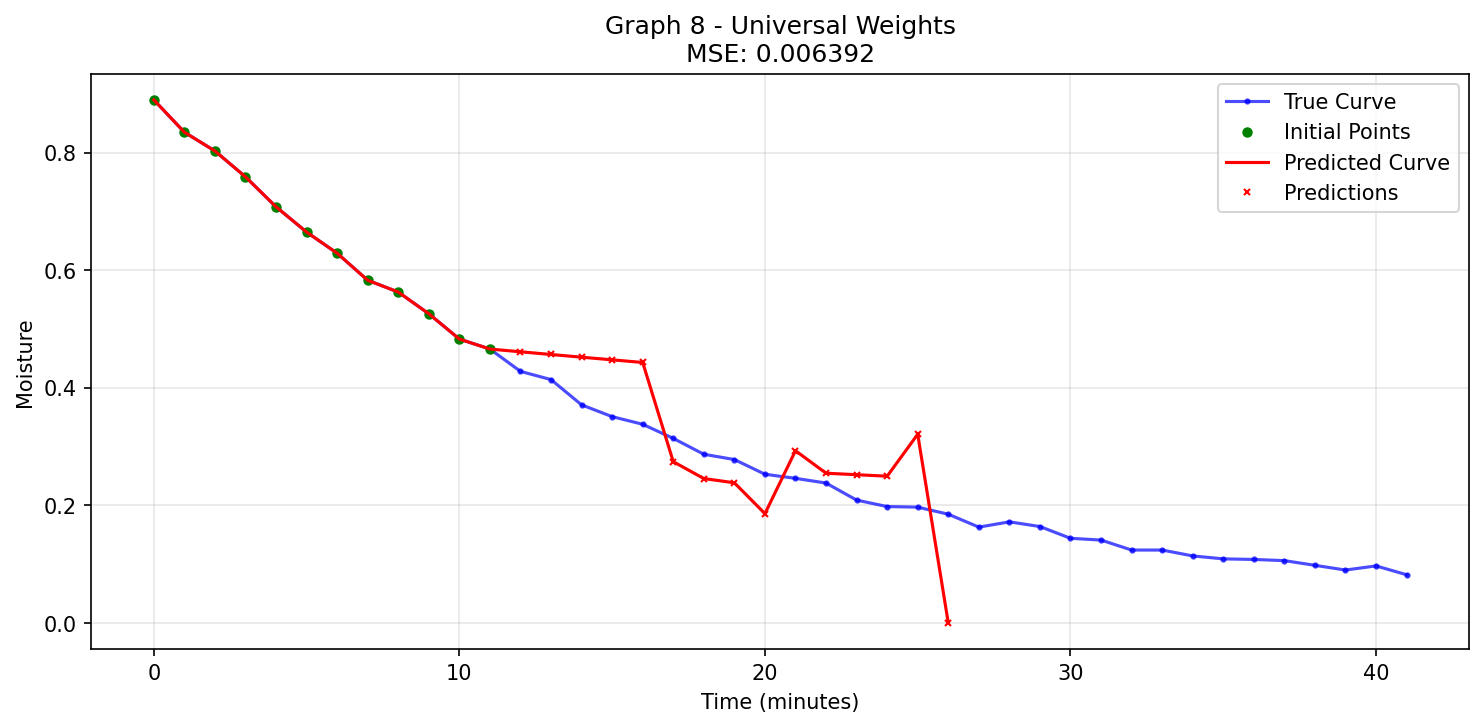 Graph 8 - Universal Weights
MSE: 0.006392
True Curve
Initial Points
Predicted Curve
Predictions
Moisture
0.8
0.6
0.4
0.2
0.0
0 10 20 30 40
Time (minutes)